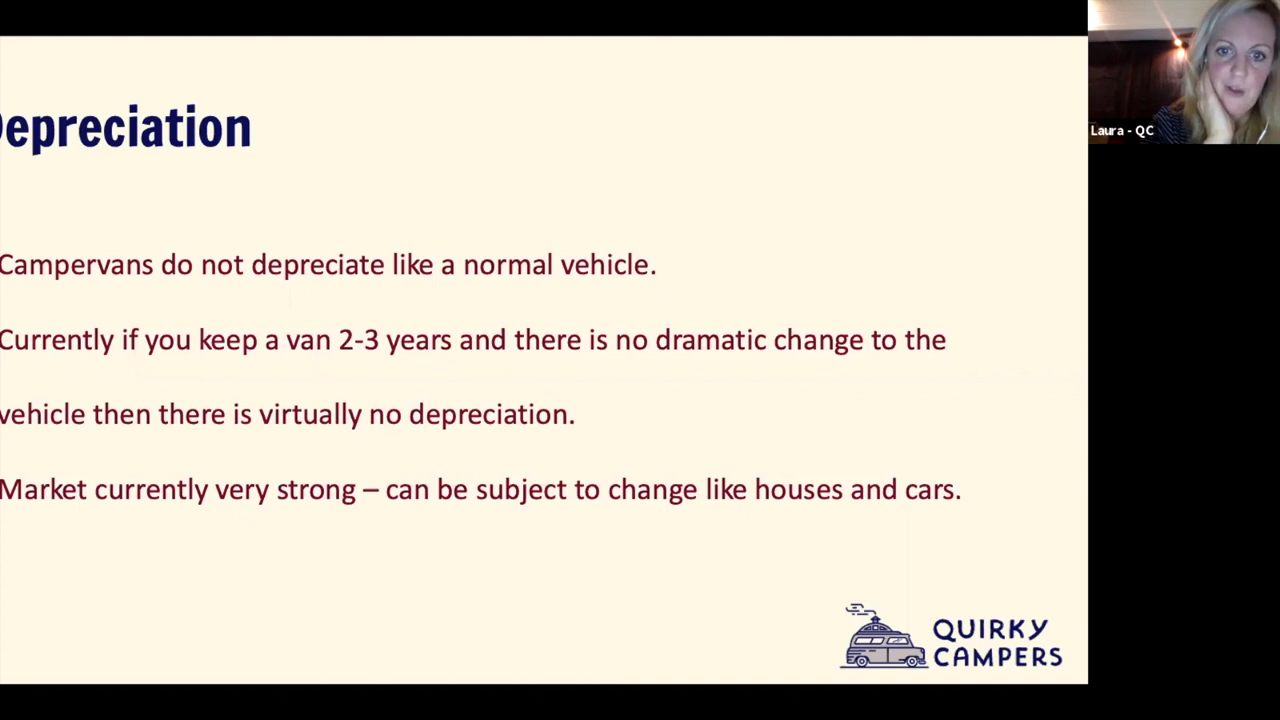 Depreciation
Laura - QC
Campervans do not depreciate like a normal vehicle.
Currently if you keep a van 2-3 years and there is no dramatic change to the
vehicle then there is virtually no depreciation.
Market currently very strong – can be subject to change like houses and cars.
QUIRKY
CAMPERS